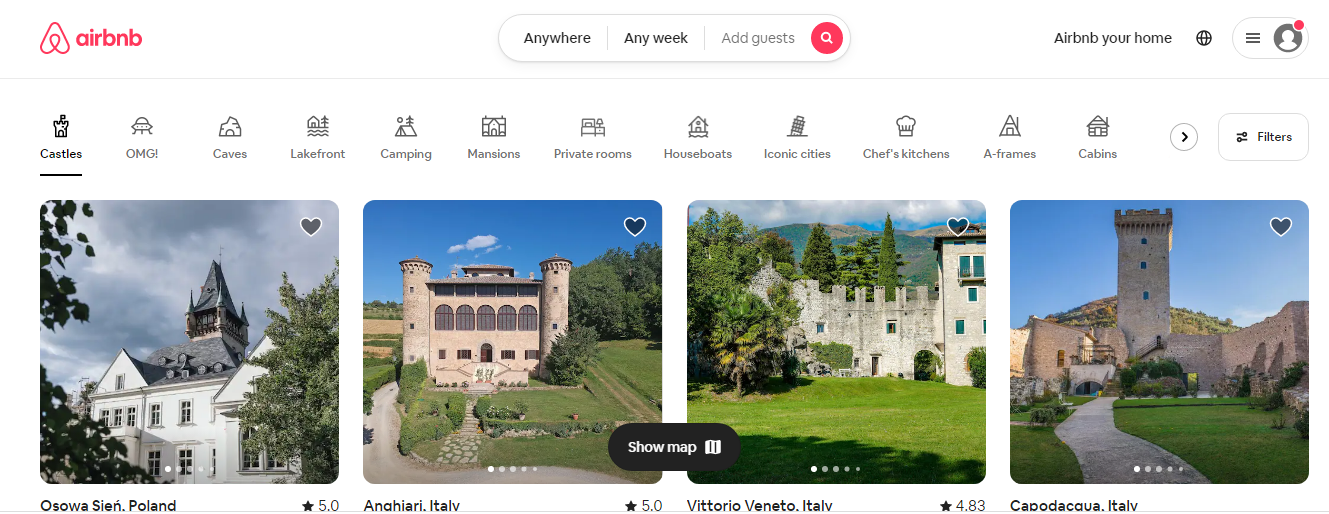 airbnb
Anywhere
Any week
Add guests
Airbnb your home
Castles
OMG!
Caves
Lakefront
Camping
Mansions
Private rooms
Houseboats
Iconic cities
Chef's kitchens
A-frames
Cabins
Filters
Show map
Osowa Sień, Poland
5.0
Anghiari, Italy
5.0
Vittorio Veneto, Italy
4.83
Capodacqua, Italy